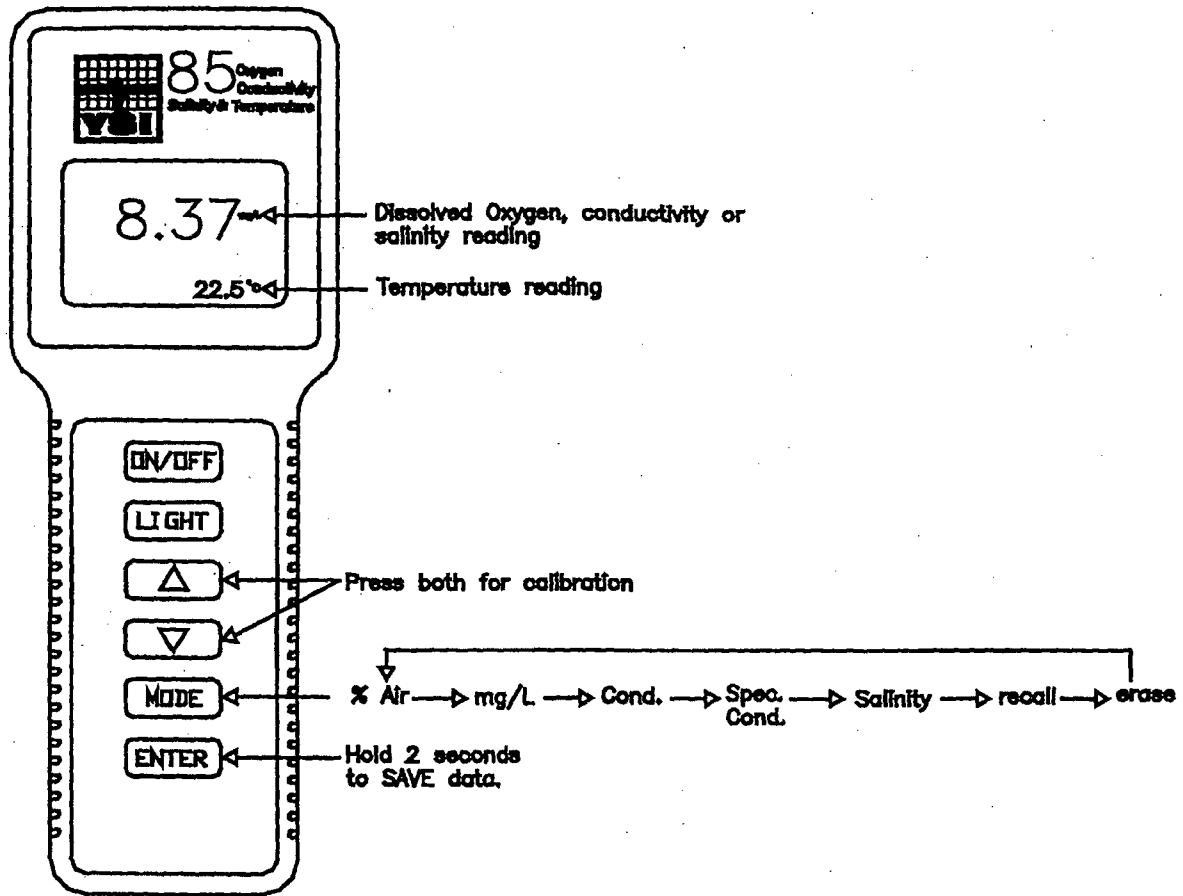 85 Oxygen
Conductivity
Salinity & Temperature
YSI
8.37 mg/L
Dissolved Oxygen, conductivity or
salinity reading
22.5 °C
Temperature reading
ON/OFF
LIGHT
Press both for calibration
MODE
% Air
mg/L
Cond.
Spec.
Cond.
Salinity
recall
erase
ENTER
Hold 2 seconds
to SAVE data.